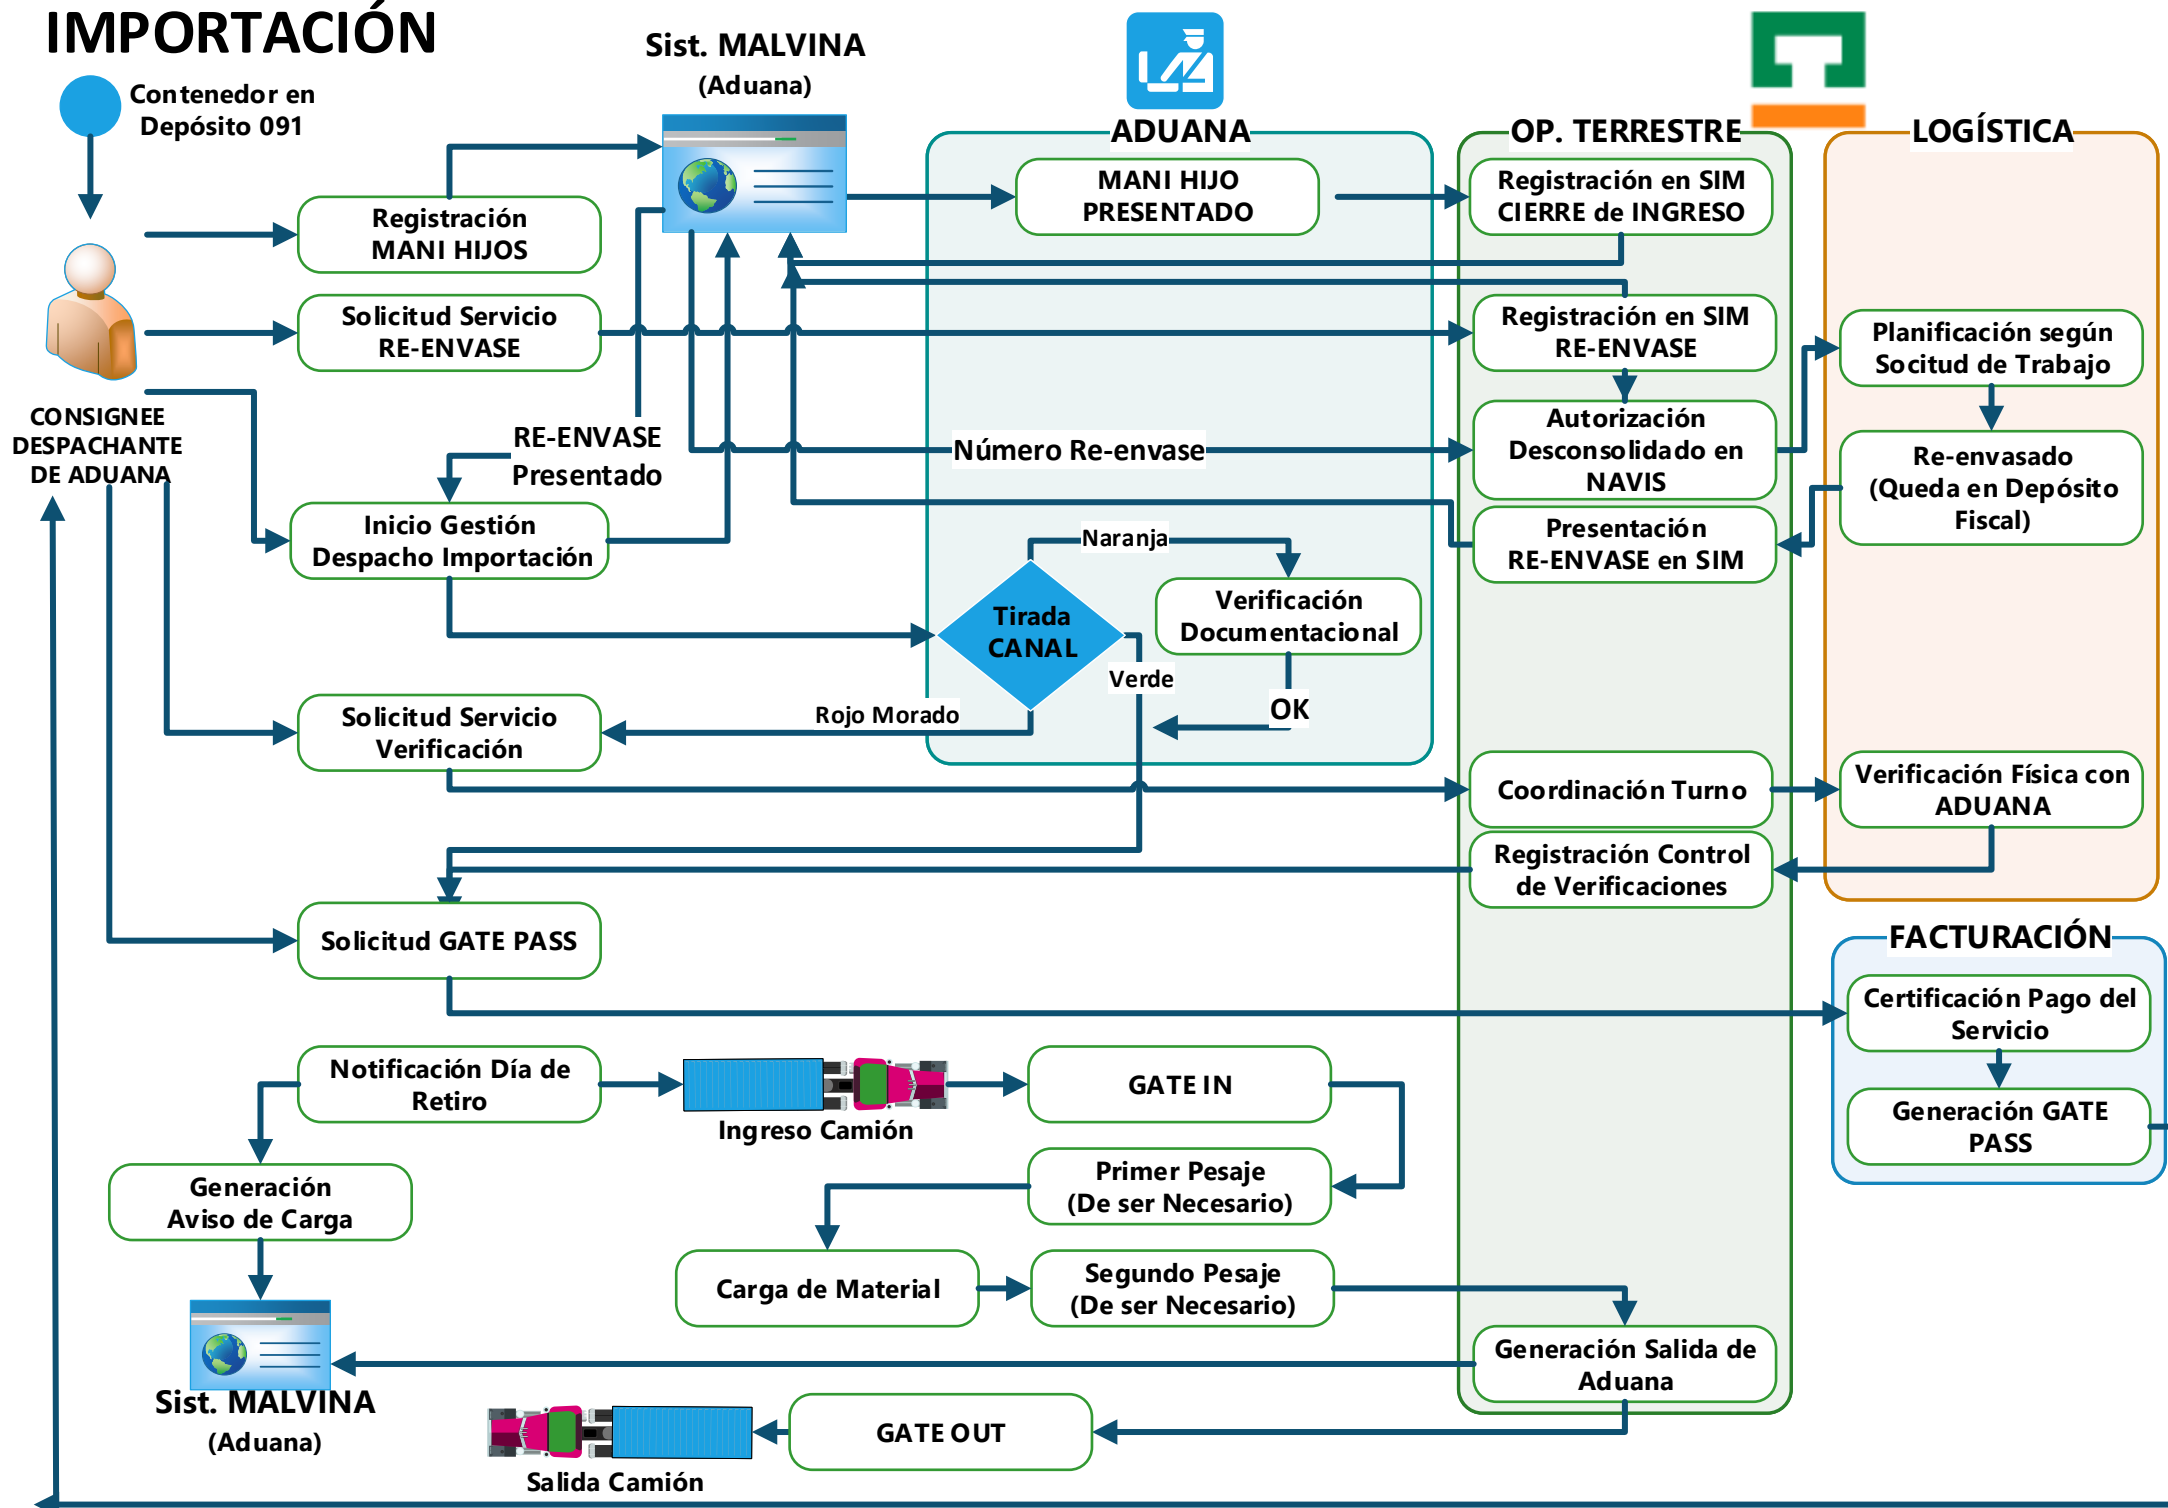 IMPORTACIÓN
Contenedor en
Depósito 091
Sist. MALVINA
(Aduana)
ADUANA
OP. TERRESTRE
LOGÍSTICA
Registración
MANI HIJOS
MANI HIJO
PRESENTADO
Registración en SIM
CIERRE de INGRESO
Solicitud Servicio
RE-ENVASE
Registración en SIM
RE-ENVASE
Planificación según
Socitud de Trabajo
CONSIGNEE
DESPACHANTE
DE ADUANA
RE-ENVASE
Presentado
Número Re-envase
Autorización
Desconsolidado en
NAVIS
Re-envasado
(Queda en Depósito
Fiscal)
Inicio Gestión
Despacho Importación
Naranja
Presentación
RE-ENVASE en SIM
Tirada
CANAL
Verificación
Documentacional
Verde
OK
Rojo Morado
Solicitud Servicio
Verificación
Coordinación Turno
Verificación Física con
ADUANA
Registración Control
de Verificaciones
Solicitud GATE PASS
FACTURACIÓN
Certificación Pago del
Servicio
Generación GATE
PASS
Notificación Día de
Retiro
Ingreso Camión
GATE IN
Primer Pesaje
(De ser Necesario)
Generación
Aviso de Carga
Carga de Material
Segundo Pesaje
(De ser Necesario)
Generación Salida de
Aduana
Sist. MALVINA
(Aduana)
GATE OUT
Salida Camión